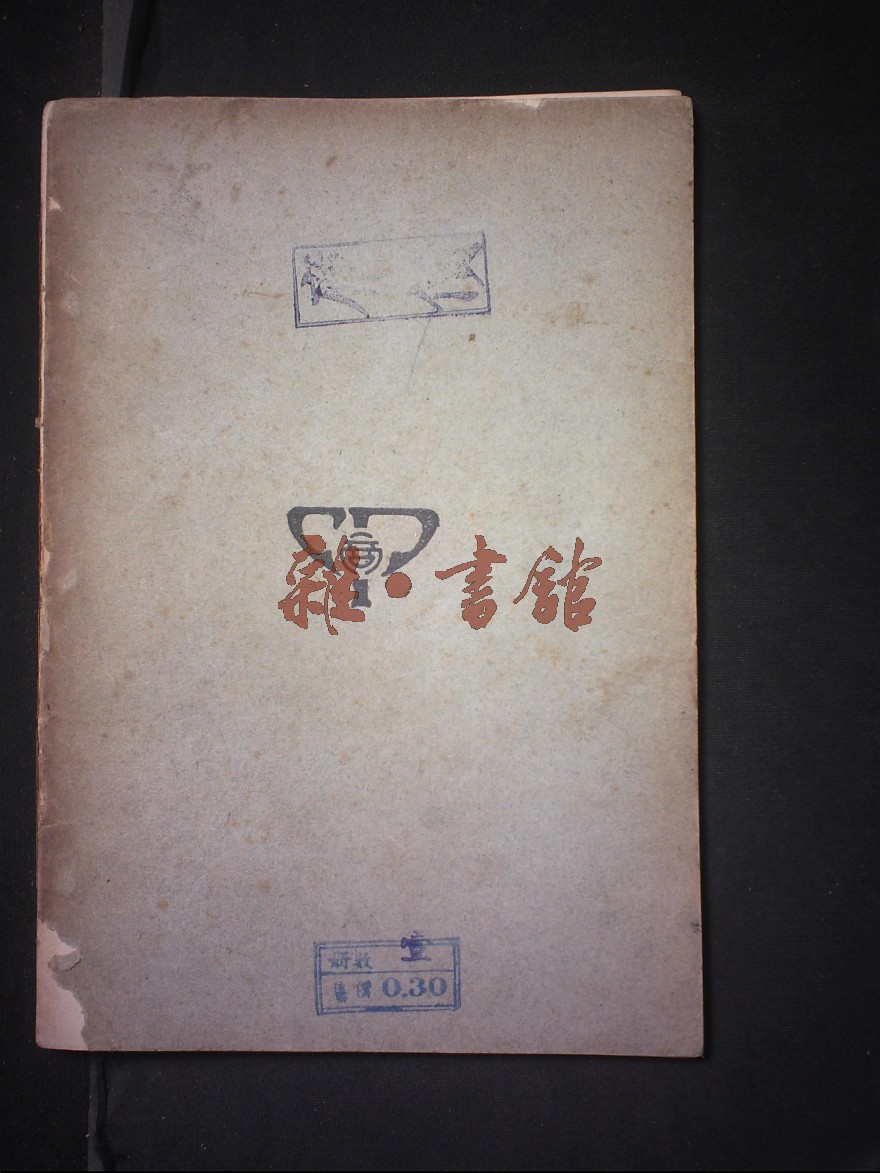 雜·書館
冊數 壹
售價 0.30